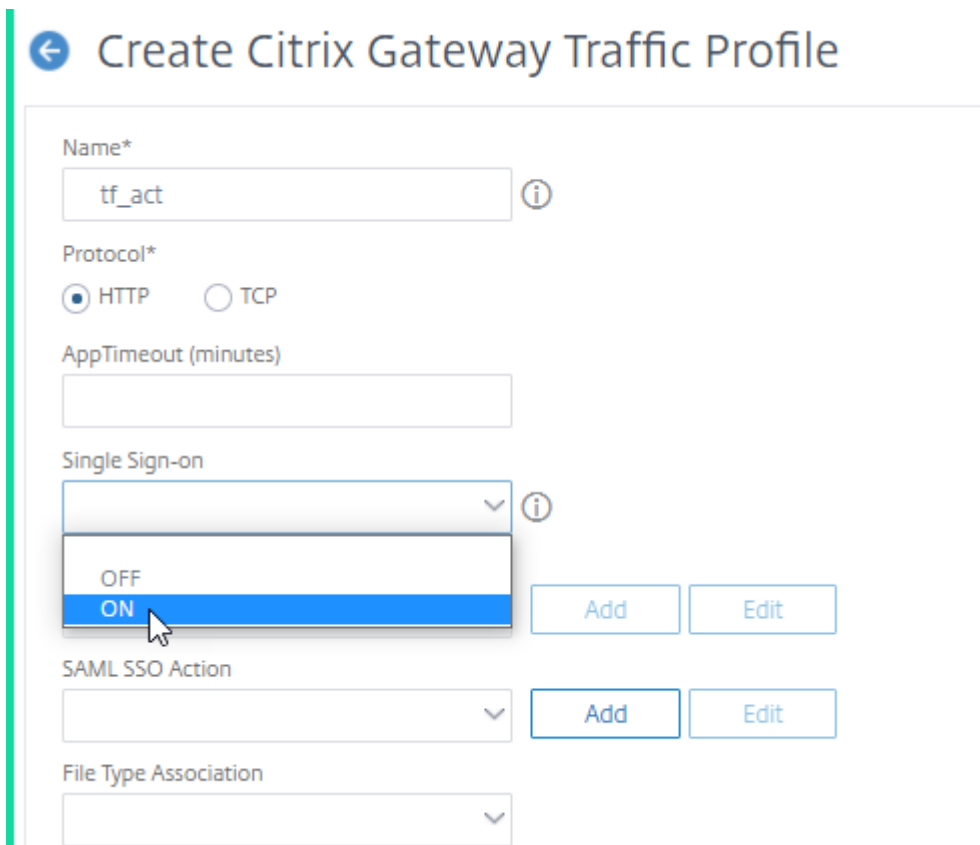 Create Citrix Gateway Traffic Profile
Name*
tf_act
Protocol*
HTTP TCP
AppTimeout (minutes)
Single Sign-on
OFF
ON
Add Edit
SAML SSO Action
Add Edit
File Type Association